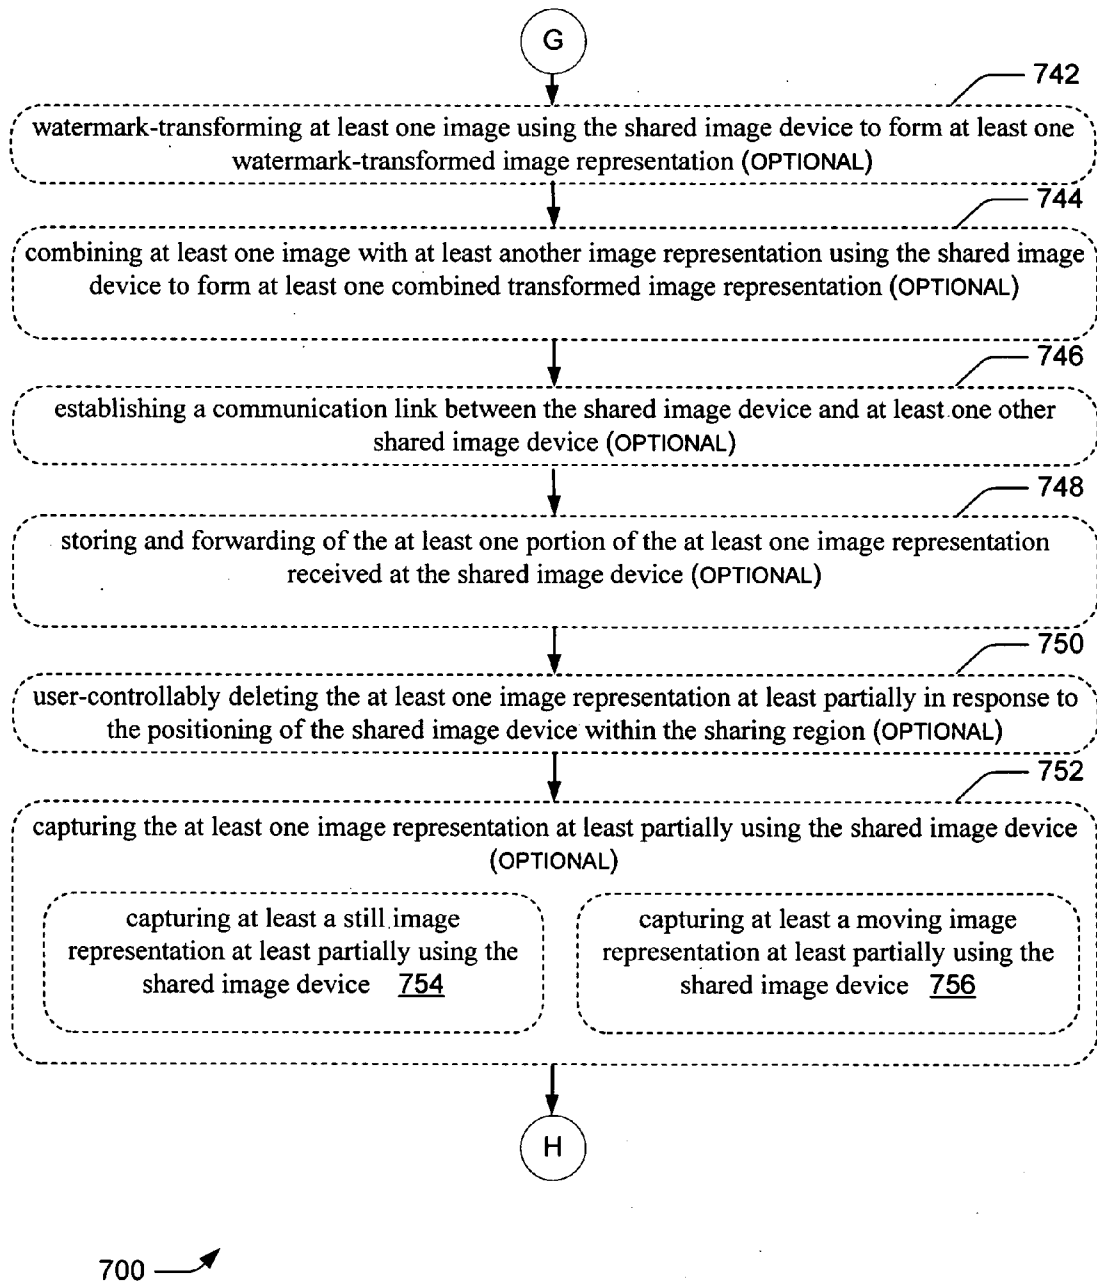 G
742
watermark-transforming at least one image using the shared image device to form at least one
watermark-transformed image representation (OPTIONAL)
744
combining at least one image with at least another image representation using the shared image
device to form at least one combined transformed image representation (OPTIONAL)
746
establishing a communication link between the shared image device and at least one other
shared image device (OPTIONAL)
748
storing and forwarding of the at least one portion of the at least one image representation
received at the shared image device (OPTIONAL)
750
user-controllably deleting the at least one image representation at least partially in response to
the positioning of the shared image device within the sharing region (OPTIONAL)
752
capturing the at least one image representation at least partially using the shared image device
(OPTIONAL)
capturing at least a still image
representation at least partially using the
shared image device 754
capturing at least a moving image
representation at least partially using the
shared image device 756
H
700